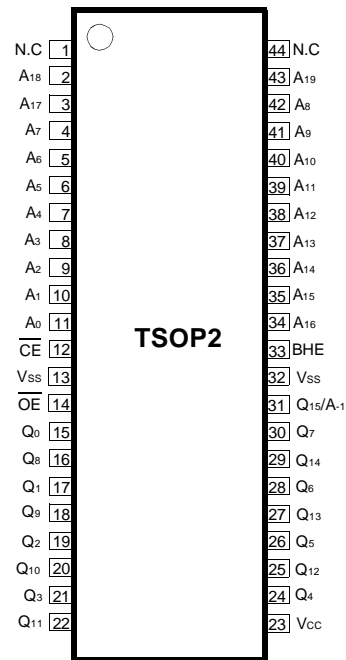 N.C 1 44 N.C
A18 2 43 A19
A17 3 42 A8
A7 4 41 A9
A6 5 40 A10
A5 6 39 A11
A4 7 38 A12
A3 8 37 A13
A2 9 36 A14
A1 10 35 A15
A0 11 34 A16
TSOP2
C̅E̅ 12 33 BHE
VSS 13 32 VSS
O̅E̅ 14 31 Q15/A-1
Q0 15 30 Q7
Q8 16 29 Q14
Q1 17 28 Q6
Q9 18 27 Q13
Q2 19 26 Q5
Q10 20 25 Q12
Q3 21 24 Q4
Q11 22 23 VCC